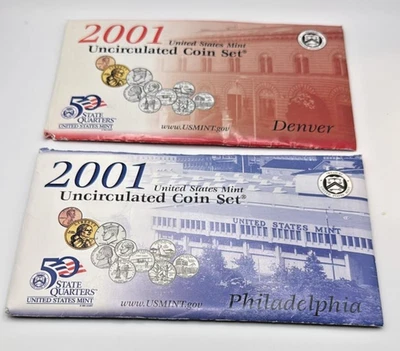 2001
United States Mint
Uncirculated Coin Set®
50
STATE
QUARTERS
UNITED STATES MINT
www.USMINT.gov
Denver
2001
United States Mint
Uncirculated Coin Set®
50
STATE
QUARTERS
UNITED STATES MINT
www.USMINT.gov
UNITED STATES MINT
Philadelphia